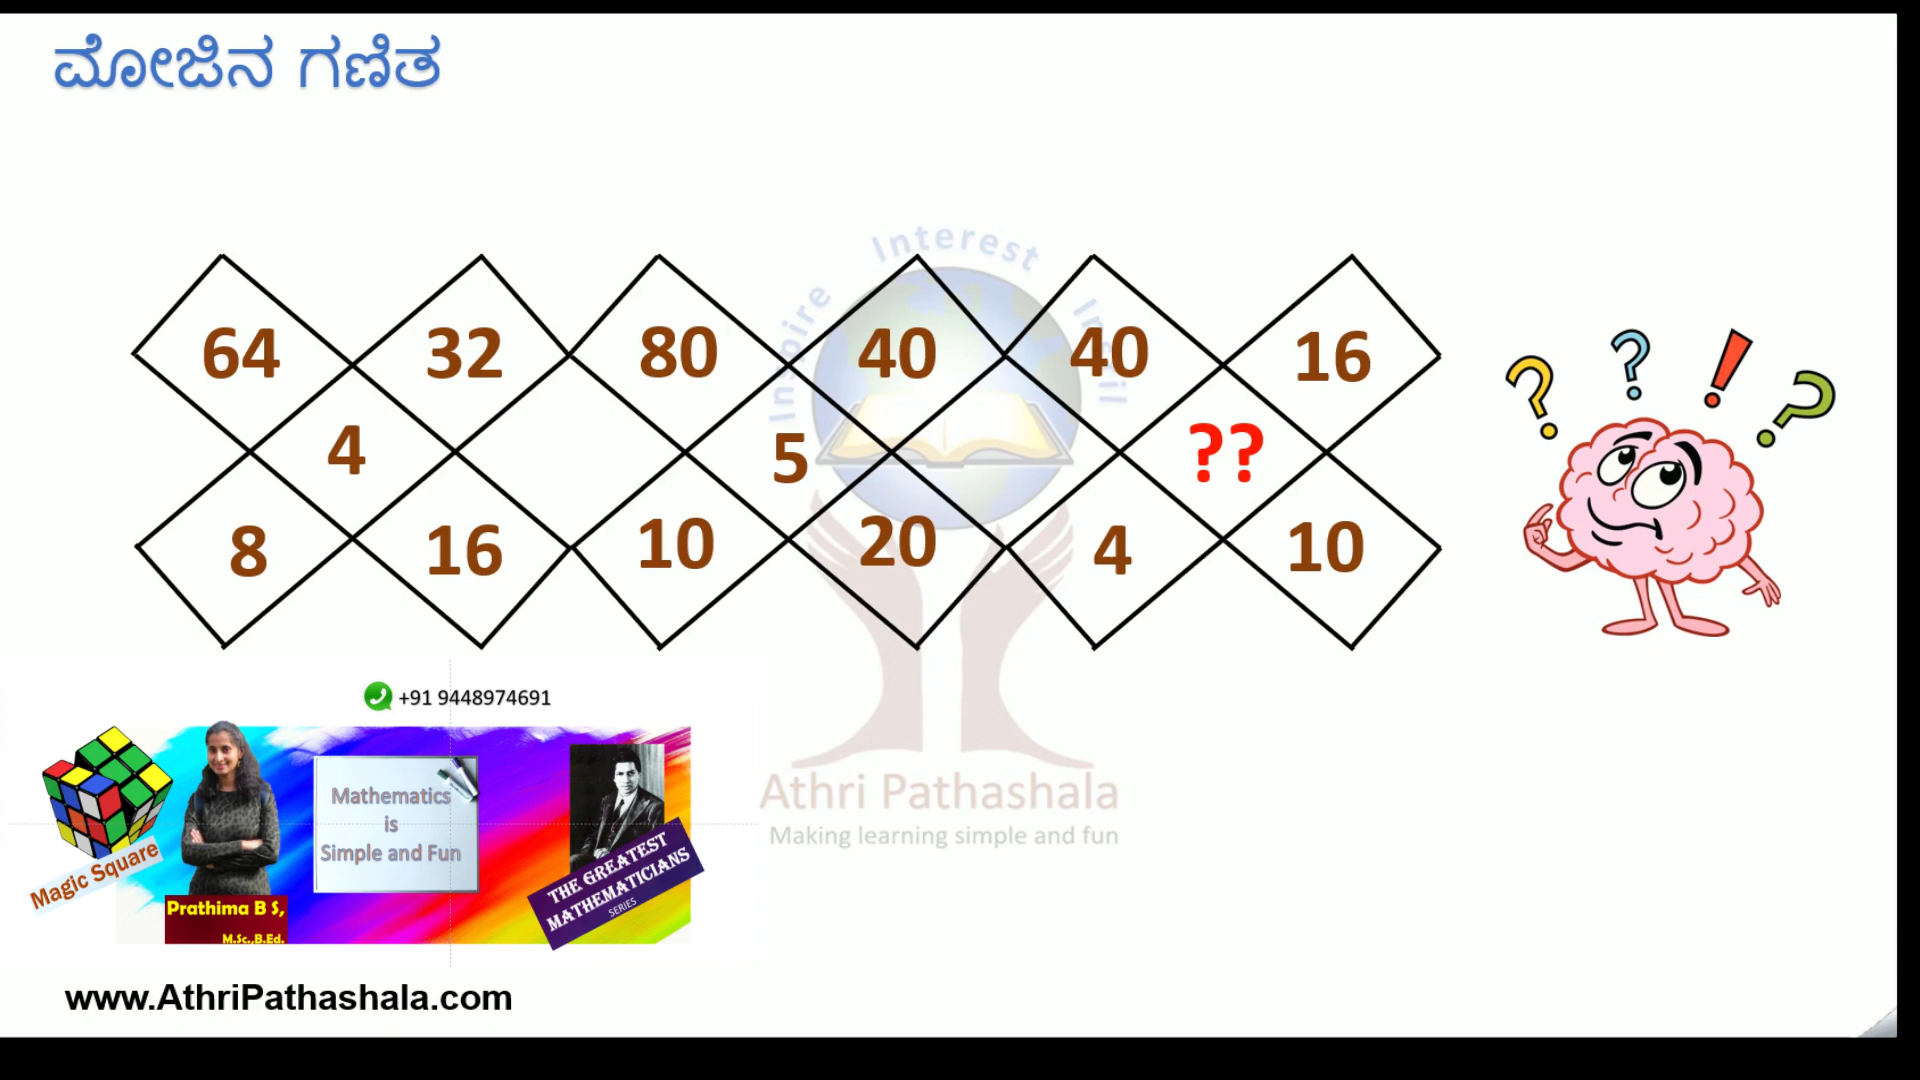 ಮೋಜಿನ ಗಣಿತ
Inspire Interest Instil
64 32 80 40 40 16
4 5 ??
8 16 10 20 4 10
+91 9448974691
Mathematics
is
Simple and Fun
Magic Square
Prathima B S,
M.Sc.,B.Ed.
THE GREATEST
MATHEMATICIANS
SERIES
Athri Pathashala
Making learning simple and fun
www.AthriPathashala.com